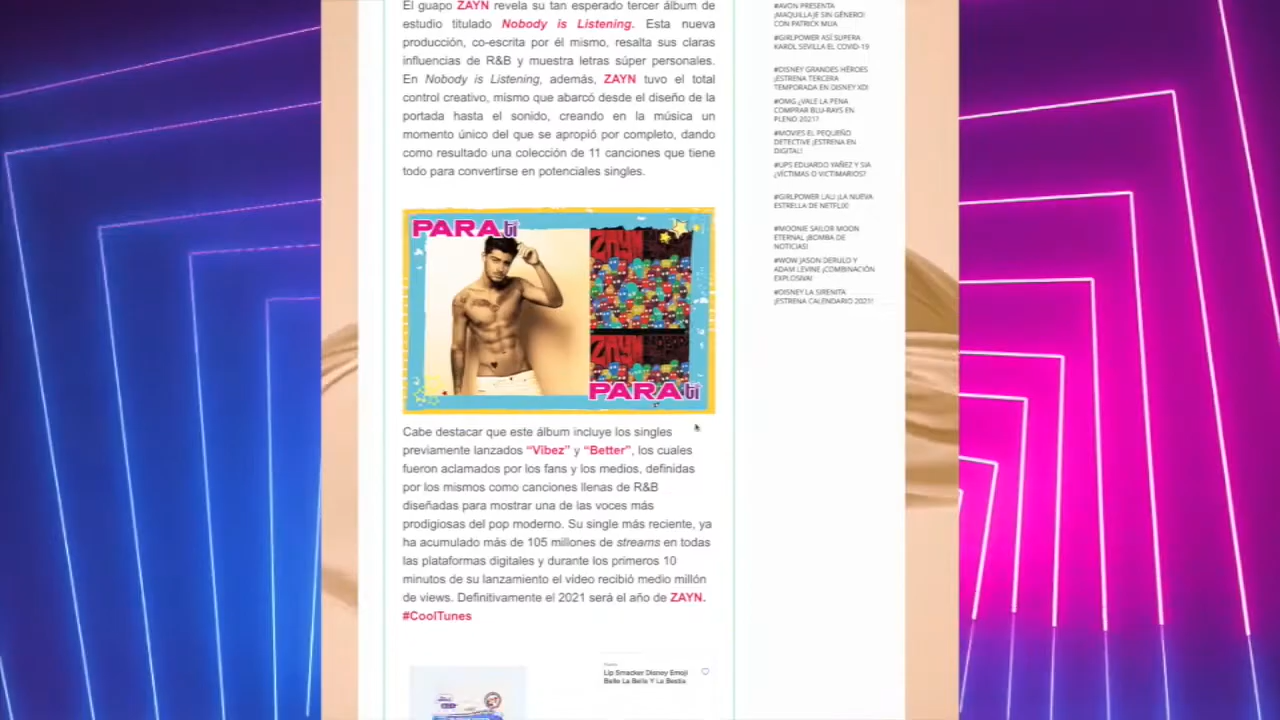 El guapo ZAYN revela su tan esperado tercer álbum de
estudio titulado Nobody is Listening. Esta nueva
producción, co-escrita por él mismo, resalta sus claras
influencias de R&B y muestra letras súper personales.
En Nobody is Listening, además, ZAYN tuvo el total
control creativo, mismo que abarcó desde el diseño de la
portada hasta el sonido, creando en la música un
momento único del que se apropió por completo, dando
como resultado una colección de 11 canciones que tiene
todo para convertirse en potenciales singles.
PARA ti
ZAYN
ZAYN
PARA ti
Cabe destacar que este álbum incluye los singles
previamente lanzados “Vibez” y “Better”, los cuales
fueron aclamados por los fans y los medios, definidas
por los mismos como canciones llenas de R&B
diseñadas para mostrar una de las voces más
prodigiosas del pop moderno. Su single más reciente, ya
ha acumulado más de 105 millones de streams en todas
las plataformas digitales y durante los primeros 10
minutos de su lanzamiento el video recibió medio millón
de views. Definitivamente el 2021 será el año de ZAYN.
#CoolTunes
Lip Smacker Disney Emoji
Balle La Bella Y La Bestia
#AVON PRESENTA
¡MAQUILLAJE SIN GÉNERO!
CON PATRICK MUA
#GIRLPOWER ASÍ SUPERA
KAROL SEVILLA EL COVID-19
#DISNEY GRANDES HÉROES
¡ESTRENA TERCERA
TEMPORADA EN DISNEY XD!
#OMG ¿VALE LA PENA
COMPRAR BLU-RAYS EN
PLENO 2021?
#MOVIES EL PEQUEÑO
DETECTIVE ¡ESTRENA EN
DIGITAL!
#UPS EDUARDO YAÑEZ Y SIA
¿VÍCTIMAS O VICTIMARIOS?
#GIRLPOWER LALI ¡LA NUEVA
ESTRELLA DE NETFLIX!
#MOONIE SAILOR MOON
ETERNAL ¡BOMBA DE
NOTICIAS!
#WOW JASON DERULO Y
ADAM LEVINE ¡COMBINACIÓN
EXPLOSIVA!
#DISNEY LA SIRENITA
¡ESTRENA CALENDARIO 2021!